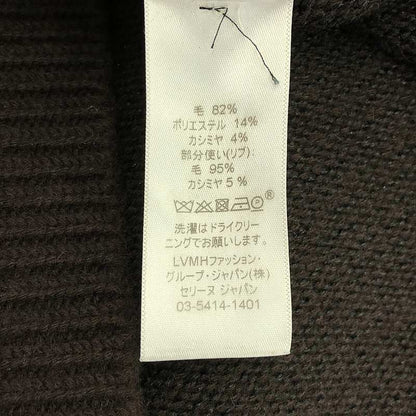 毛 82%
ポリエステル 14%
カシミヤ 4%
部分使い(リブ):
毛 95%
カシミヤ 5 %
洗濯はドライクリー
ニングでお願いします。
LVMHファッション・
グループ・ジャパン(株)
セリーヌ ジャパン
03-5414-1401